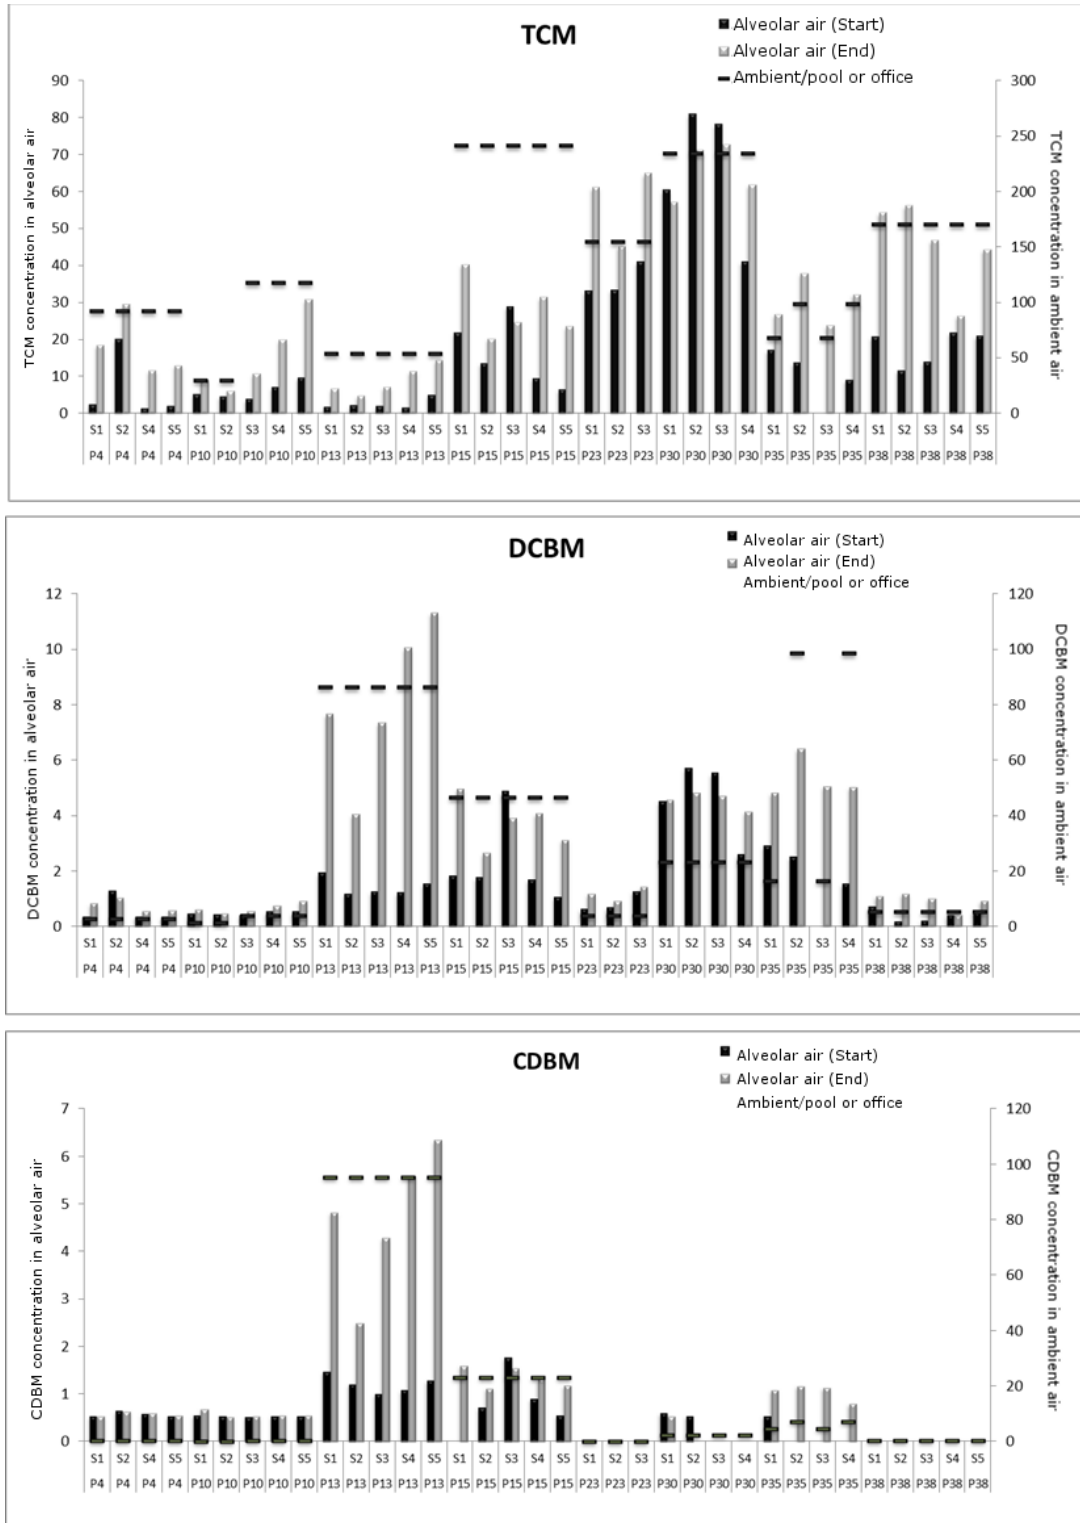 TCM
Alveolar air (Start)
Alveolar air (End)
Ambient/pool or office
TCM concentration in alveolar air
TCM concentration in ambient air
90 300
80 250
70 200
60 150
50 100
40 50
30 0
20
10
0
S1 S2 S4 S5 S1 S2 S3 S4 S5 S1 S2 S3 S4 S5 S1 S2 S3 S4 S5 S1 S2 S3 S1 S2 S3 S4 S1 S2 S3 S4 S1 S2 S3 S4 S5
P4 P4 P4 P4 P10 P10 P10 P10 P10 P13 P13 P13 P13 P13 P15 P15 P15 P15 P15 P23 P23 P23 P30 P30 P30 P30 P35 P35 P35 P35 P38 P38 P38 P38 P38
DCBM
Alveolar air (Start)
Alveolar air (End)
Ambient/pool or office
DCBM concentration in alveolar air
DCBM concentration in ambient air
12 120
10 100
8 80
6 60
4 40
2 20
0 0
S1 S2 S4 S5 S1 S2 S3 S4 S5 S1 S2 S3 S4 S5 S1 S2 S3 S4 S5 S1 S2 S3 S1 S2 S3 S4 S1 S2 S3 S4 S1 S2 S3 S4 S5
P4 P4 P4 P4 P10 P10 P10 P10 P10 P13 P13 P13 P13 P13 P15 P15 P15 P15 P15 P23 P23 P23 P30 P30 P30 P30 P35 P35 P35 P35 P38 P38 P38 P38 P38
CDBM
Alveolar air (Start)
Alveolar air (End)
Ambient/pool or office
CDBM concentration in alveolar air
CDBM concentration in ambient air
7 120
6 100
5 80
4 60
3 40
2 20
1 0
0
S1 S2 S4 S5 S1 S2 S3 S4 S5 S1 S2 S3 S4 S5 S1 S2 S3 S4 S5 S1 S2 S3 S1 S2 S3 S4 S1 S2 S3 S4 S1 S2 S3 S4 S5
P4 P4 P4 P4 P10 P10 P10 P10 P10 P13 P13 P13 P13 P13 P15 P15 P15 P15 P15 P23 P23 P23 P30 P30 P30 P30 P35 P35 P35 P35 P38 P38 P38 P38 P38